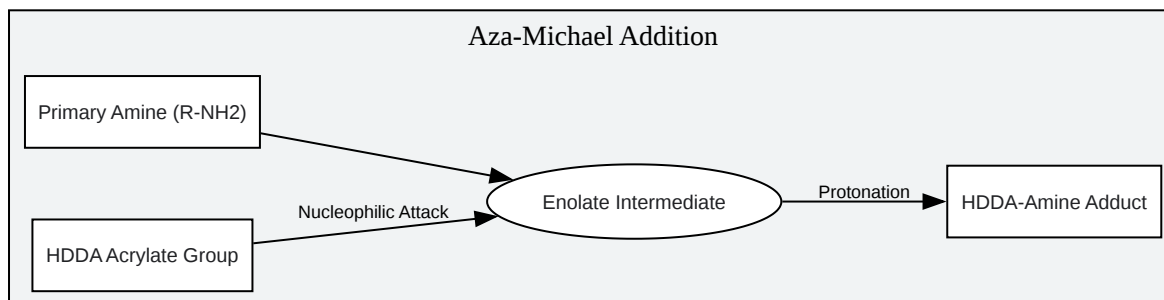 Aza-Michael Addition
Primary Amine (R-NH2)
Nucleophilic Attack
HDDA Acrylate Group
Enolate Intermediate
Protonation
HDDA-Amine Adduct